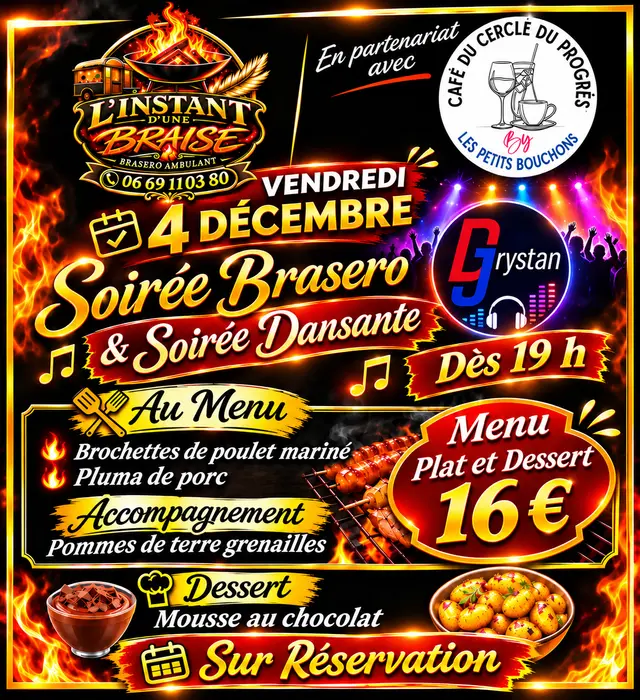 L'INSTANT
D'UNE
BRAISE
BRASERO AMBULANT
06 69 11 03 80
En partenariat
avec
CAFÉ DU CERCLE DU PROGRÈS
By
LES PETITS BOUCHONS
VENDREDI
4 DÉCEMBRE
Soirée Brasero
& Soirée Dansante
DJ rystan
Dès 19 h
Au Menu
Brochettes de poulet mariné
Pluma de porc
Accompagnement
Pommes de terre grenailles
Menu
Plat et Dessert
16 €
Dessert
Mousse au chocolat
Sur Réservation